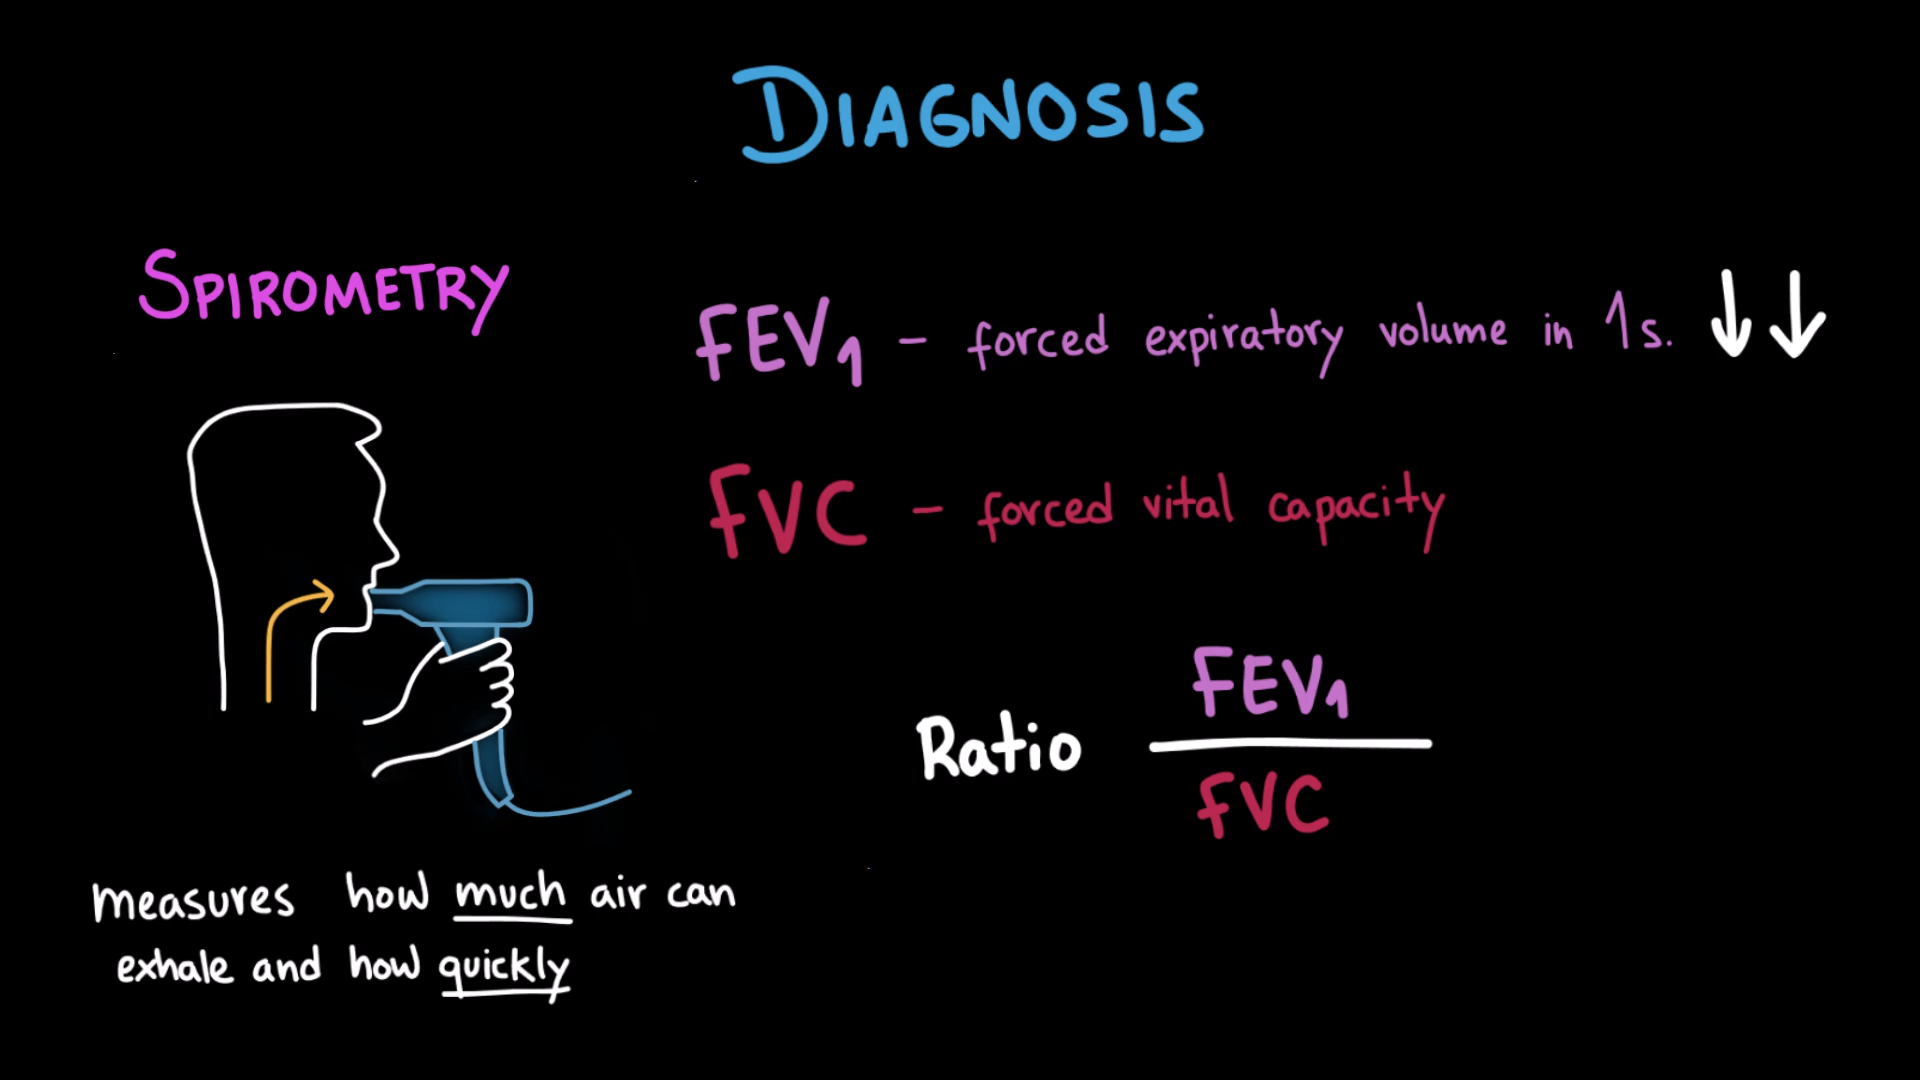 DIAGNOSIS
SPIROMETRY
measures how much air can
exhale and how quickly
FEV₁ - forced expiratory volume in 1s. ↓↓
FVC - forced vital capacity
Ratio FEV₁
FVC